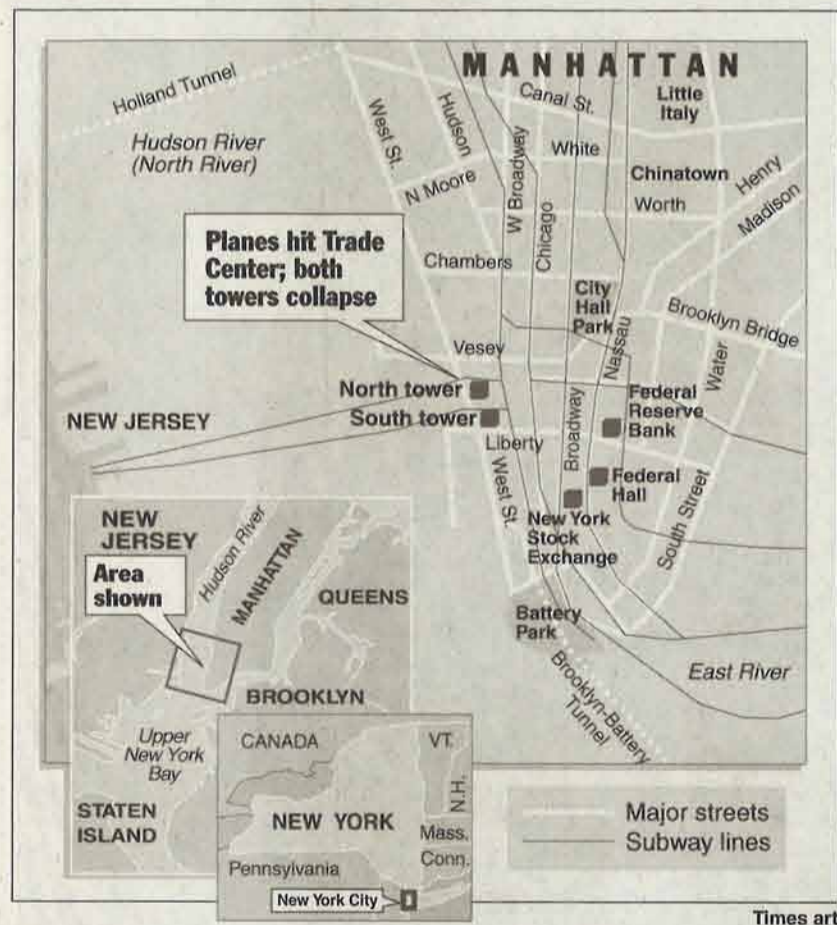 MANHATTAN
Holland Tunnel
Hudson River
(North River)
West St.
Hudson
Canal St.
Little
Italy
W Broadway
White
N Moore
Chicago
Chinatown
Worth
Henry
Madison
Planes hit Trade
Center; both
towers collapse
Chambers
City
Hall
Park
Nassau
Brooklyn Bridge
Vesey
Water
North tower
South tower
NEW JERSEY
Liberty
Broadway
Federal
Reserve
Bank
West St.
Federal
Hall
New York
Stock
Exchange
South Street
Battery
Park
East River
Brooklyn-Battery
Tunnel
NEW
JERSEY
Hudson River
MANHATTAN
Area
shown
QUEENS
BROOKLYN
Upper
New York
Bay
STATEN
ISLAND
CANADA
VT.
N.H.
NEW YORK
Mass.
Conn.
Pennsylvania
New York City
Major streets
Subway lines
Times art